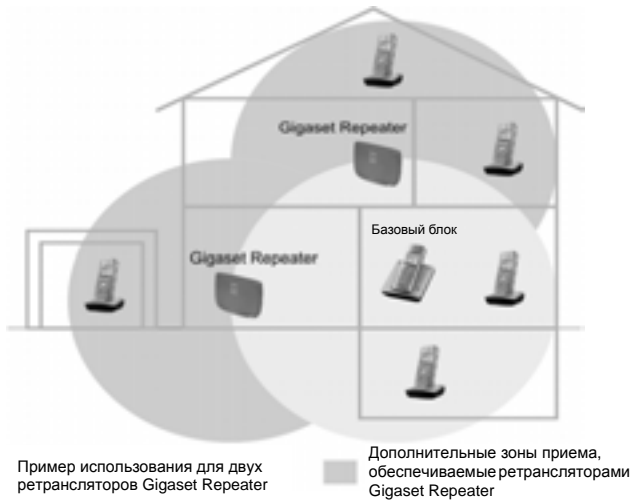 Gigaset Repeater
Базовый блок
Gigaset Repeater
Пример использования для двух
ретрансляторов Gigaset Repeater
Дополнительные зоны приема,
обеспечиваемые ретрансляторами
Gigaset Repeater